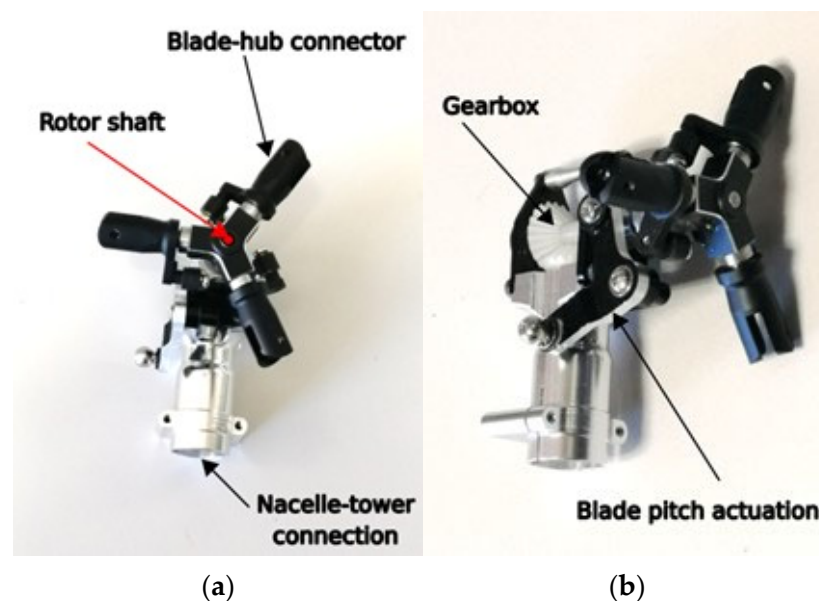 Blade-hub connector
Rotor shaft
Nacelle-tower
connection
(a)
Gearbox
Blade pitch actuation
(b)